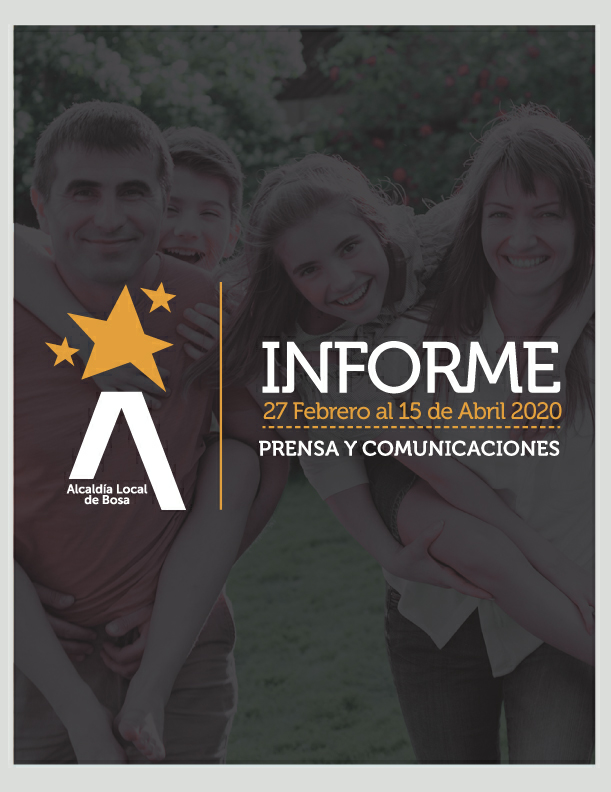 INFORME
27 Febrero al 15 de Abril 2020
PRENSA Y COMUNICACIONES
Alcaldía Local
de Bosa